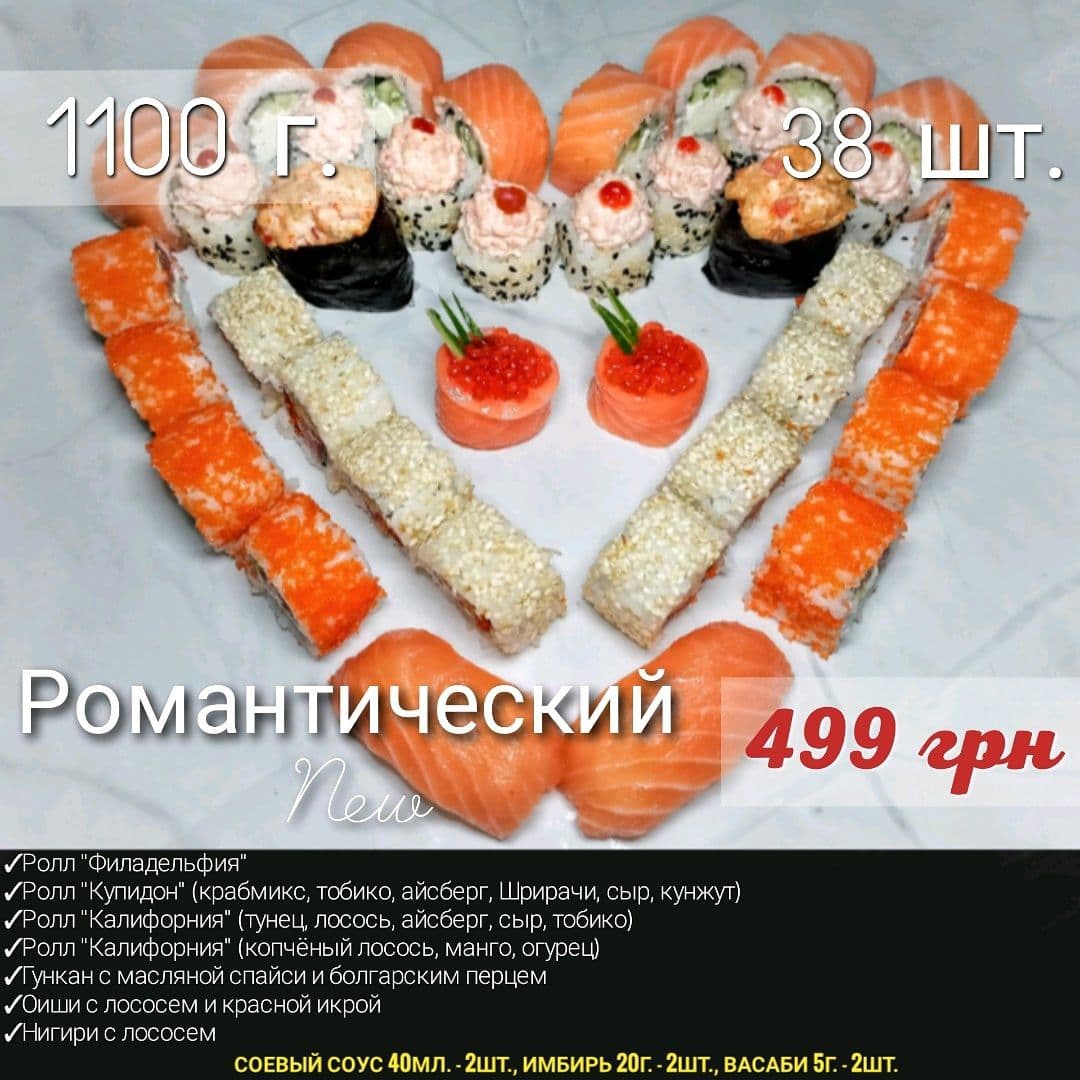 1100 г.
38 шт.
Романтический
New
499 грн
✓Ролл "Филадельфия"
✓Ролл "Купидон" (крабмикс, тобико, айсберг, Шрирачи, сыр, кунжут)
✓Ролл "Калифорния" (тунец, лосось, айсберг, сыр, тобико)
✓Ролл "Калифорния" (копчёный лосось, манго, огурец)
✓Гункан с масляной спайси и болгарским перцем
✓Оиши с лососем и красной икрой
✓Нигири с лососем
СОЕВЫЙ СОУС 40МЛ. - 2ШТ., ИМБИРЬ 20Г. - 2ШТ., ВАСАБИ 5Г. - 2ШТ.